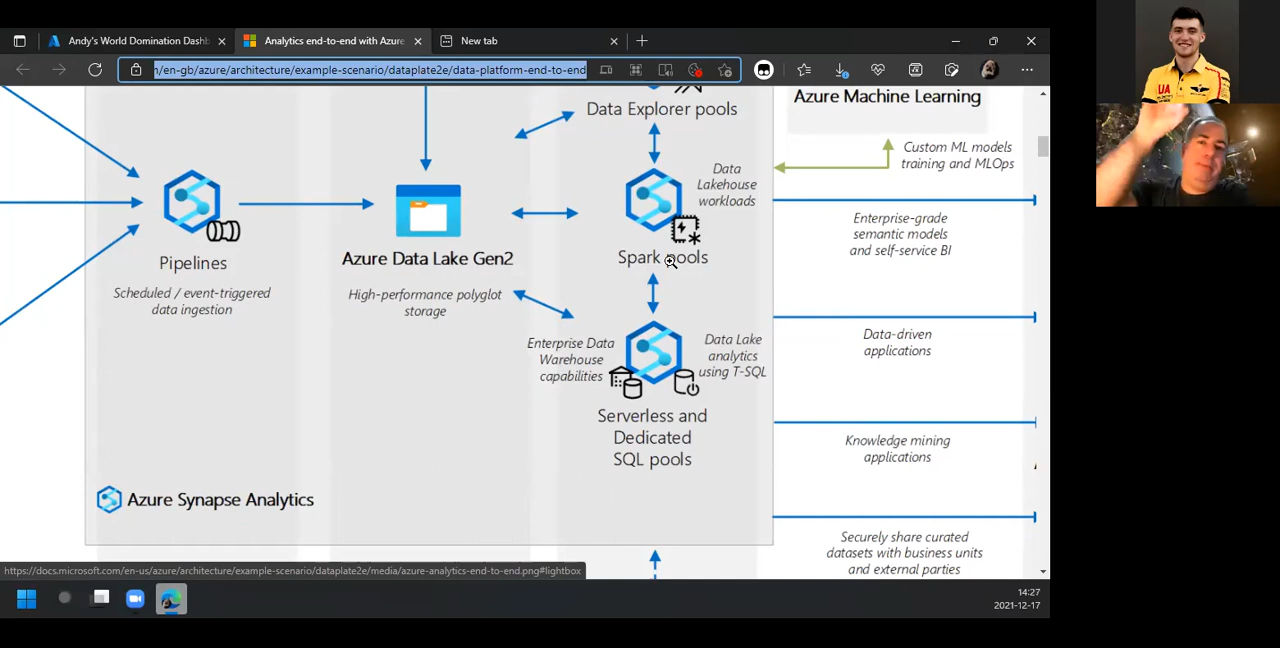 Andy's World Domination Dashb
Analytics end-to-end with Azure
New tab
n/en-gb/azure/architecture/example-scenario/dataplate2e/data-platform-end-to-end
UA
Data Explorer pools
Azure Machine Learning
Custom ML models
training and MLOps
Data
Lakehouse
workloads
Enterprise-grade
semantic models
and self-service BI
Pipelines
Scheduled / event-triggered
data ingestion
Azure Data Lake Gen2
High-performance polyglot
storage
Spark pools
Enterprise Data
Warehouse
capabilities
Data Lake
analytics
using T-SQL
Data-driven
applications
Serverless and
Dedicated
SQL pools
Knowledge mining
applications
Azure Synapse Analytics
Securely share curated
datasets with business units
and external parties
https://docs.microsoft.com/en-us/azure/architecture/example-scenario/dataplate2e/media/azure-analytics-end-to-end.png#lightbox
14:27
2021-12-17